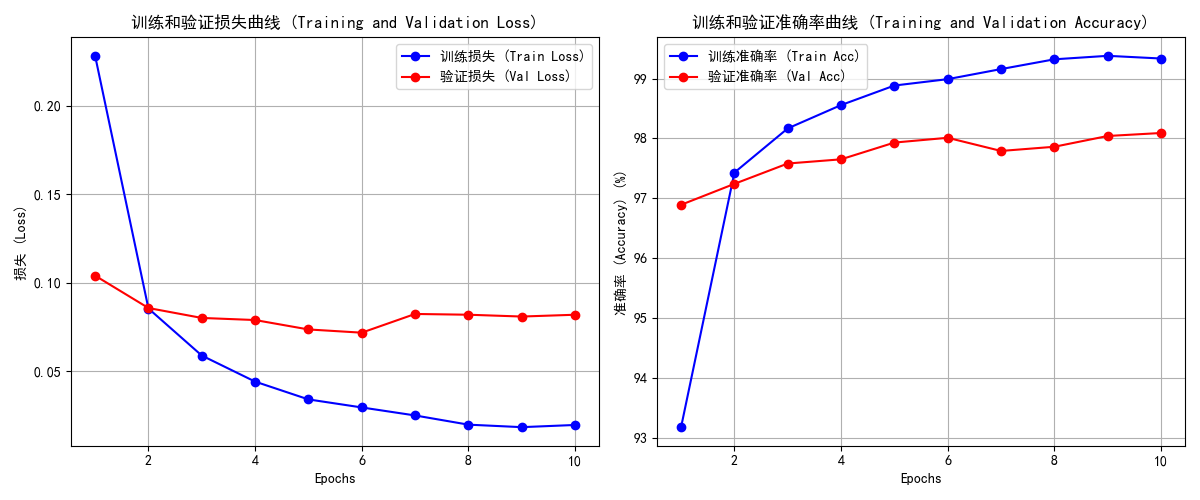 训练和验证损失曲线 (Training and Validation Loss)
训练损失 (Train Loss)
验证损失 (Val Loss)
0.20
0.15
0.10
0.05
损失 (Loss)
2
4
6
8
10
Epochs
训练和验证准确率曲线 (Training and Validation Accuracy)
训练准确率 (Train Acc)
验证准确率 (Val Acc)
99
98
97
96
95
94
93
准确率 (Accuracy) (%)
2
4
6
8
10
Epochs